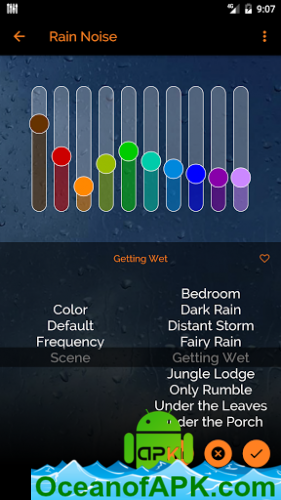 4G 9:07
Rain Noise
Getting Wet
Bedroom
Color Dark Rain
Default Distant Storm
Frequency Fairy Rain
Scene Getting Wet
Jungle Lodge
Only Rumble
Under the Leaves
der the Porch
apk
OceanofAPK.com